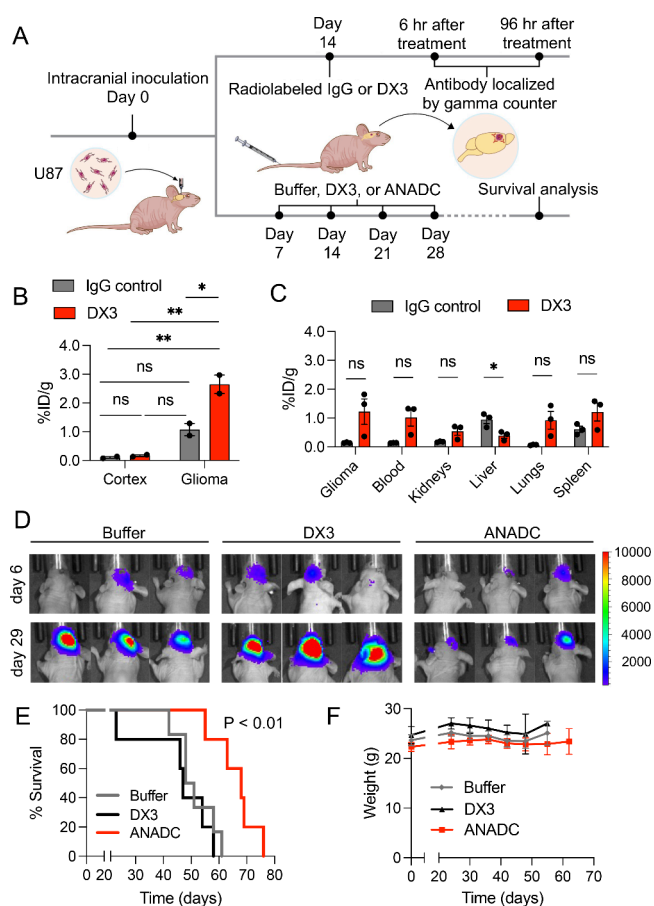 A
Day
14
6 hr after
treatment
96 hr after
treatment
Intracranial inoculation
Day 0
Radiolabeled IgG or DX3
Antibody localized
by gamma counter
U87
Buffer, DX3, or ANADC
Survival analysis
Day
7
Day
14
Day
21
Day
28
B
IgG control
DX3
*
**
**
ns
ns
ns
%ID/g
4.0
3.0
2.0
1.0
0.0
Cortex
Glioma
C
IgG control
DX3
ns
ns
ns
*
ns
ns
%ID/g
4.0
3.0
2.0
1.0
0.0
Glioma
Blood
Kidneys
Liver
Lungs
Spleen
D
Buffer
DX3
ANADC
day 6
day 29
10000
8000
6000
4000
2000
E
P < 0.01
% Survival
100
80
60
40
20
0
Buffer
DX3
ANADC
0 20 30 40 50 60 70 80
Time (days)
F
Weight (g)
30
20
10
0
Buffer
DX3
ANADC
0 20 30 40 50 60 70
Time (days)